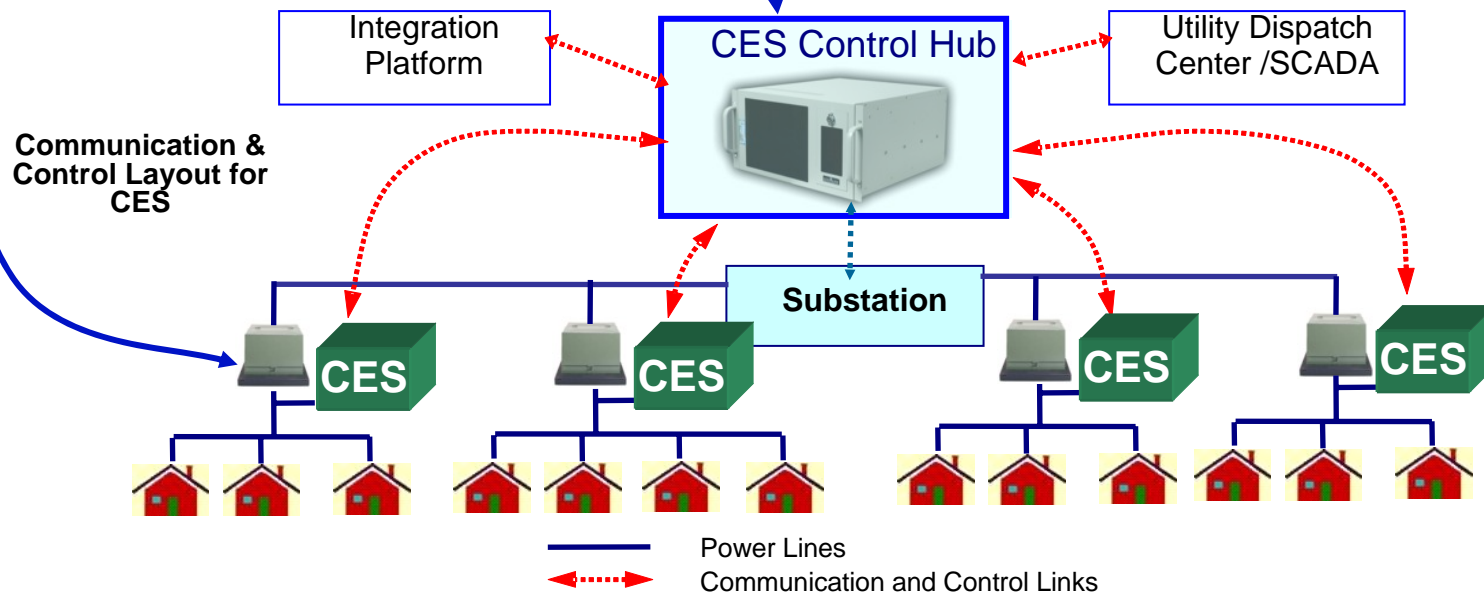 Integration
Platform
CES Control Hub
Utility Dispatch
Center /SCADA
Communication &
Control Layout for
CES
Substation
CES
CES
CES
CES
Power Lines
Communication and Control Links